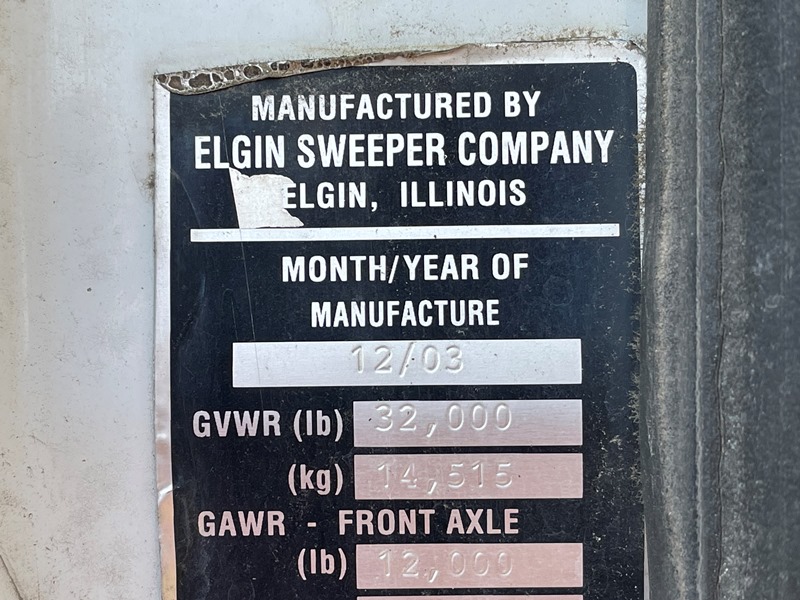 MANUFACTURED BY
ELGIN SWEEPER COMPANY
ELGIN, ILLINOIS
MONTH/YEAR OF
MANUFACTURE
12/03
GVWR (lb) 32,000
(kg) 14,515
GAWR - FRONT AXLE
(lb) 12,000